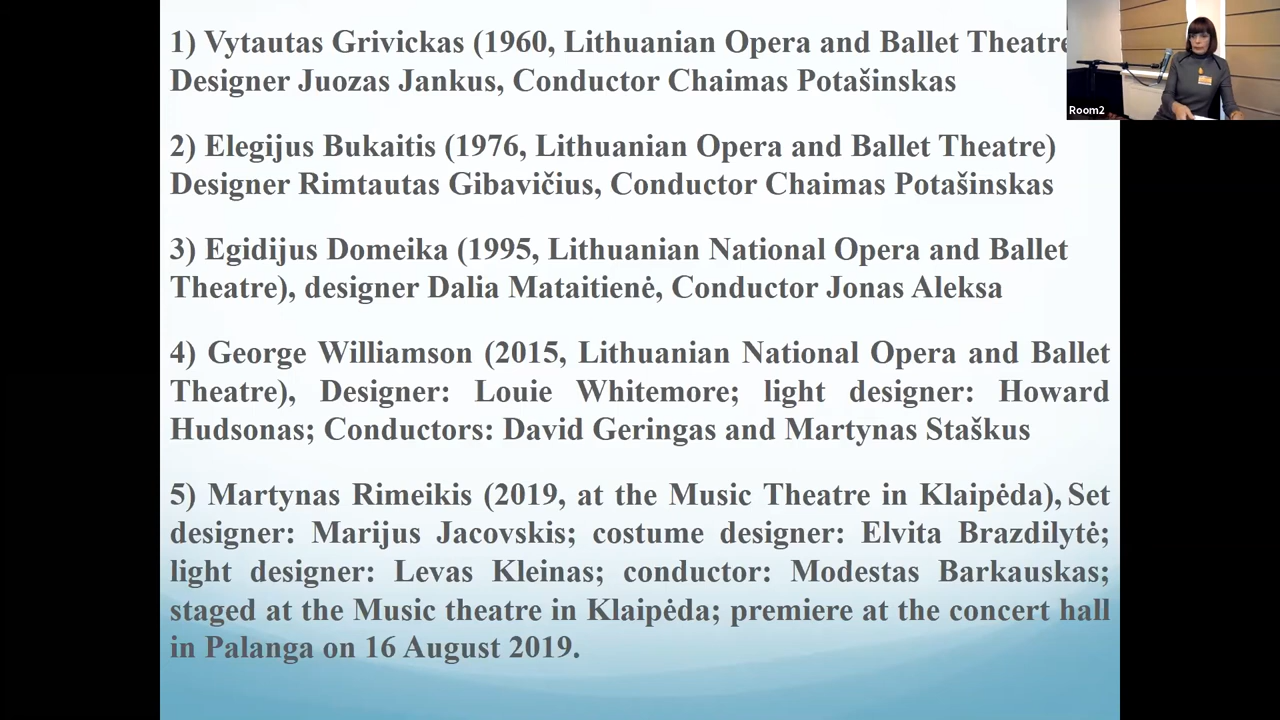 1) Vytautas Grivickas (1960, Lithuanian Opera and Ballet Theatre
Designer Juozas Jankus, Conductor Chaimas Potašinskas
2) Elegijus Bukaitis (1976, Lithuanian Opera and Ballet Theatre)
Designer Rimtautas Gibavičius, Conductor Chaimas Potašinskas
3) Egidijus Domeika (1995, Lithuanian National Opera and Ballet
Theatre), designer Dalia Mataitienė, Conductor Jonas Aleksa
4) George Williamson (2015, Lithuanian National Opera and Ballet
Theatre), Designer: Louie Whitemore; light designer: Howard
Hudsonas; Conductors: David Geringas and Martynas Staškus
5) Martynas Rimeikis (2019, at the Music Theatre in Klaipėda), Set
designer: Marijus Jacovskis; costume designer: Elvita Brazdilytė;
light designer: Levas Kleinas; conductor: Modestas Barkauskas;
staged at the Music theatre in Klaipėda; premiere at the concert hall
in Palanga on 16 August 2019.
Room2